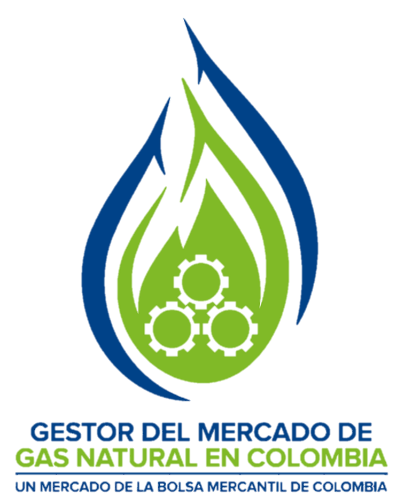 GESTOR DEL MERCADO DE
GAS NATURAL EN COLOMBIA
UN MERCADO DE LA BOLSA MERCANTIL DE COLOMBIA